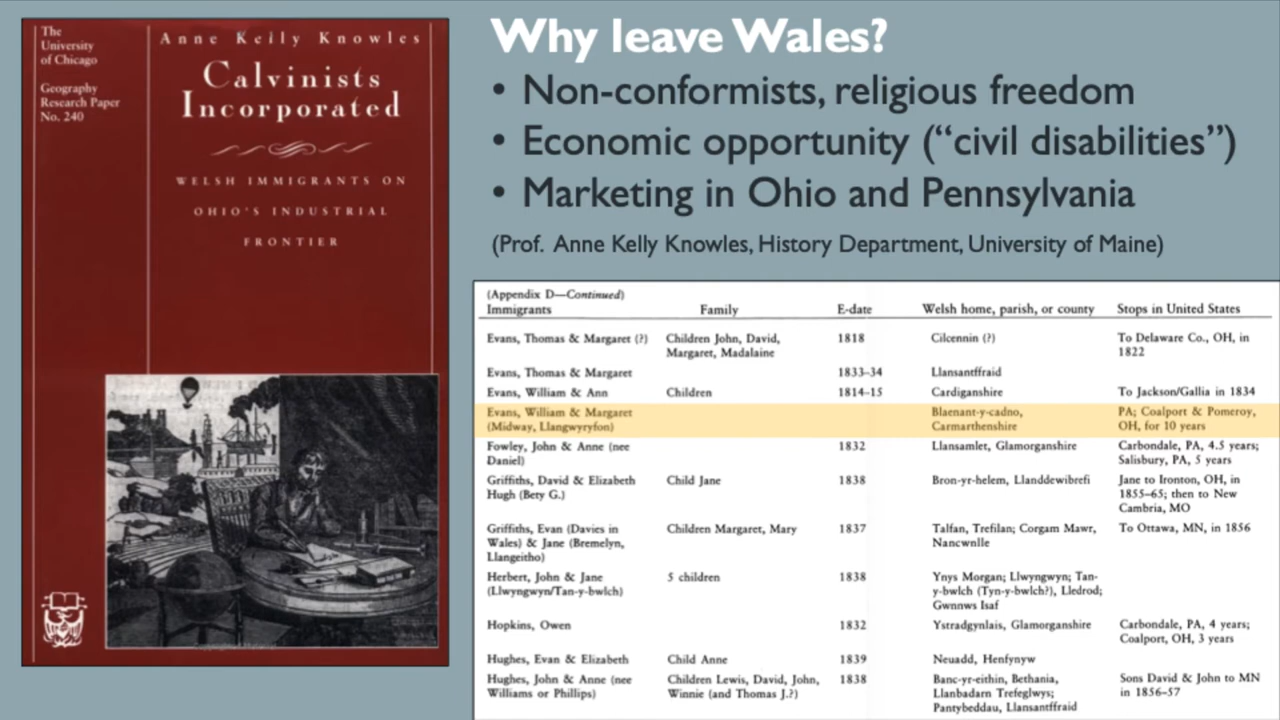 The
University
of Chicago
Geography
Research Paper
No. 240
Anne Kelly Knowles
Calvinists
Incorporated
WELSH IMMIGRANTS ON
OHIO'S INDUSTRIAL
FRONTIER
Why leave Wales?
• Non-conformists, religious freedom
• Economic opportunity (“civil disabilities”)
• Marketing in Ohio and Pennsylvania
(Prof. Anne Kelly Knowles, History Department, University of Maine)
(Appendix D—Continued)
Immigrants Family E-date Welsh home, parish, or county Stops in United States
Evans, Thomas & Margaret (?) Children John, David, 1818 Cilcennin (?) To Delaware Co., OH, in
Margaret, Madalaine 1822
Evans, Thomas & Margaret 1833–34 Llansantffraid
Evans, William & Ann Children 1814–15 Cardiganshire To Jackson/Gallia in 1834
Evans, William & Margaret Blaenant-y-cadno, PA; Coalport & Pomeroy,
(Midway, Llangwyryfon) Carmarthenshire OH, for 10 years
Fowley, John & Anne (nee 1832 Llansamlet, Glamorganshire Carbondale, PA, 4.5 years;
Daniel) Salisbury, PA, 5 years
Griffiths, David & Elizabeth Child Jane 1838 Bron-yr-helem, Llanddewibrefi Jane to Ironton, OH, in
Hugh (Bety G.) 1855–65; then to New
Cambria, MO
Griffiths, Evan (Davies in Children Margaret, Mary 1837 Talfan, Trefilan; Corgam Mawr, To Ottawa, MN, in 1856
Wales) & Jane (Bremelyn, Nancwnlle
Llangeitho)
Herbert, John & Jane 5 children 1838 Ynys Morgan; Llwyngwyn; Tan-
(Llwyngwyn/Tan-y-bwlch) y-bwlch (Tyn-y-bwlch?), Lledrod;
Gwnnws Isaf
Hopkins, Owen 1832 Ystradgynlais, Glamorganshire Carbondale, PA, 4 years;
Coalport, OH, 3 years
Hughes, Evan & Elizabeth Child Anne 1839 Neuadd, Henfynyw
Hughes, John & Anne (nee Children Lewis, David, John, 1838 Banc-yr-eithin, Bethania, Sons David & John to MN
Williams or Phillips) Winnie (and Thomas J.?) Llanbadarn Trefeglwys; in 1856–57
Pantybeddau, Llansantffraid